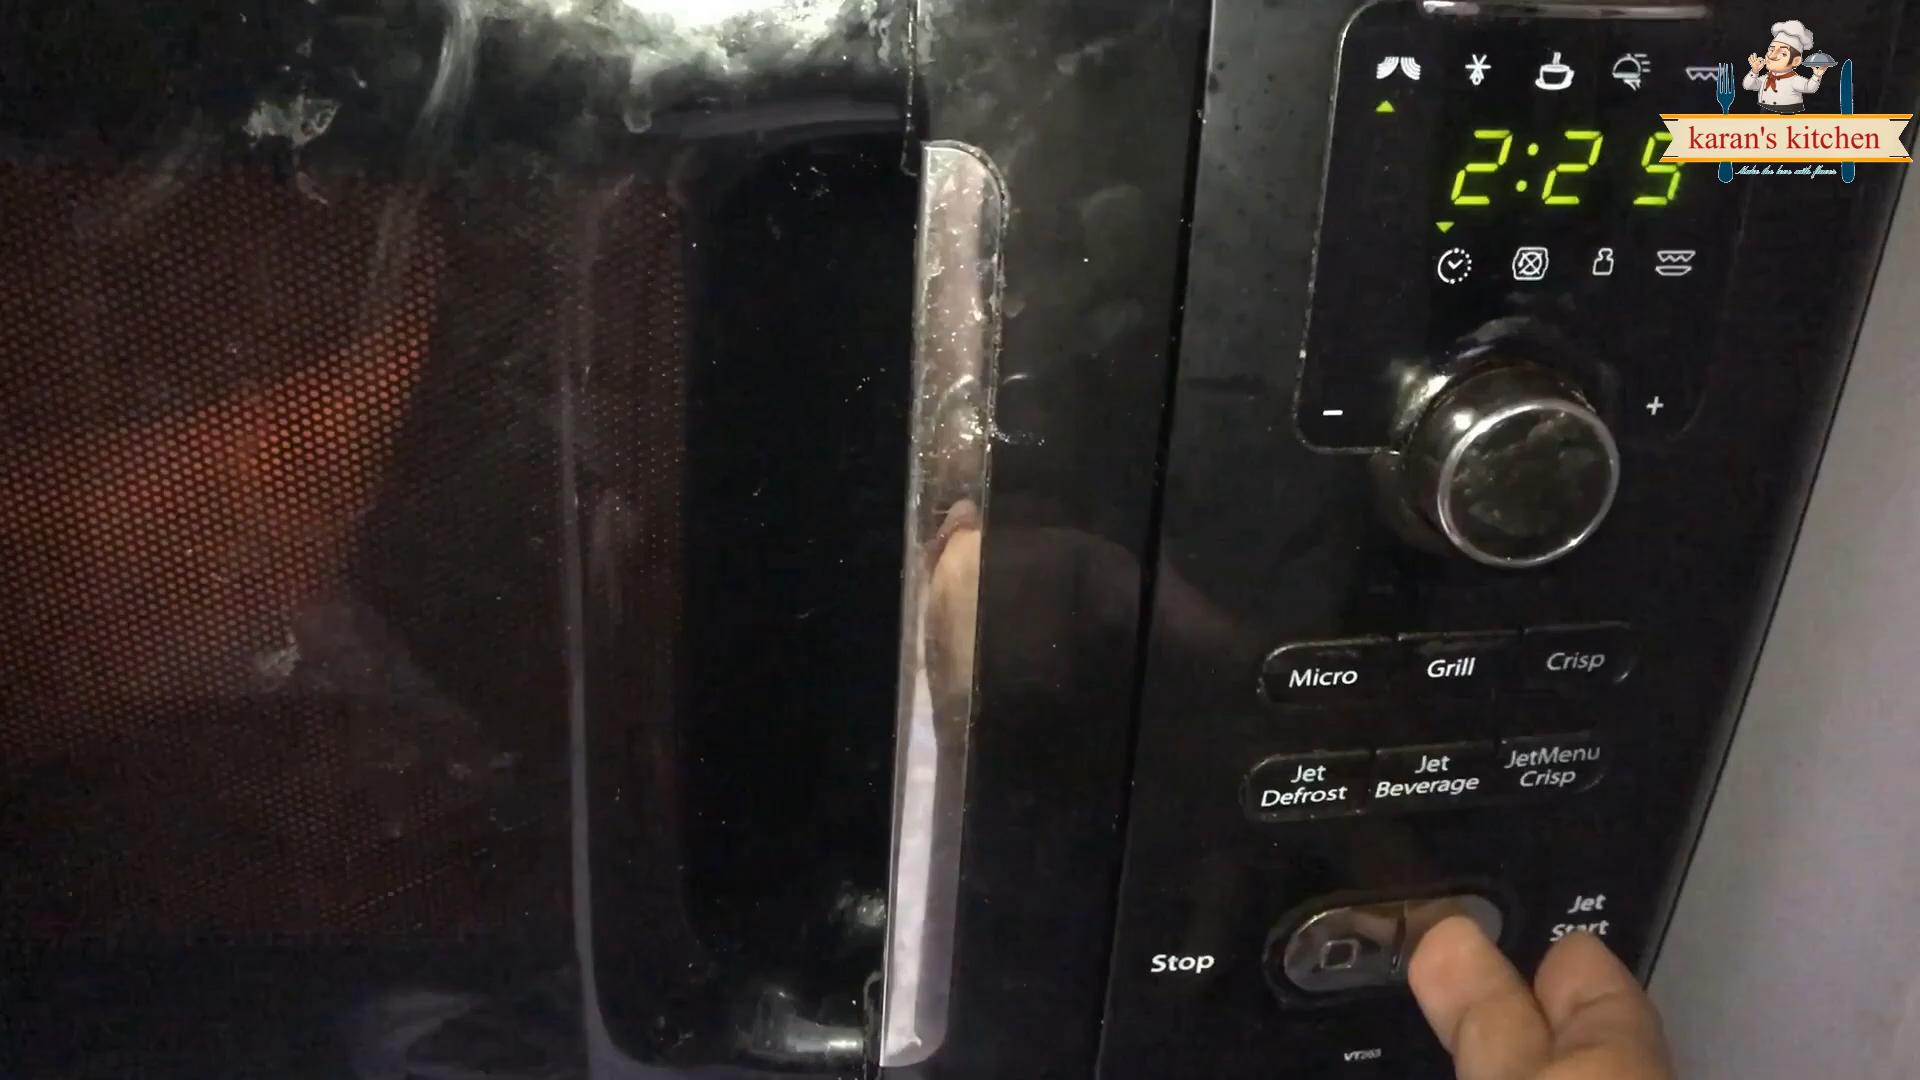 karan's kitchen
2:25
Micro Grill Crisp
Jet Defrost
Jet Beverage
JetMenu Crisp
Stop
Jet Start